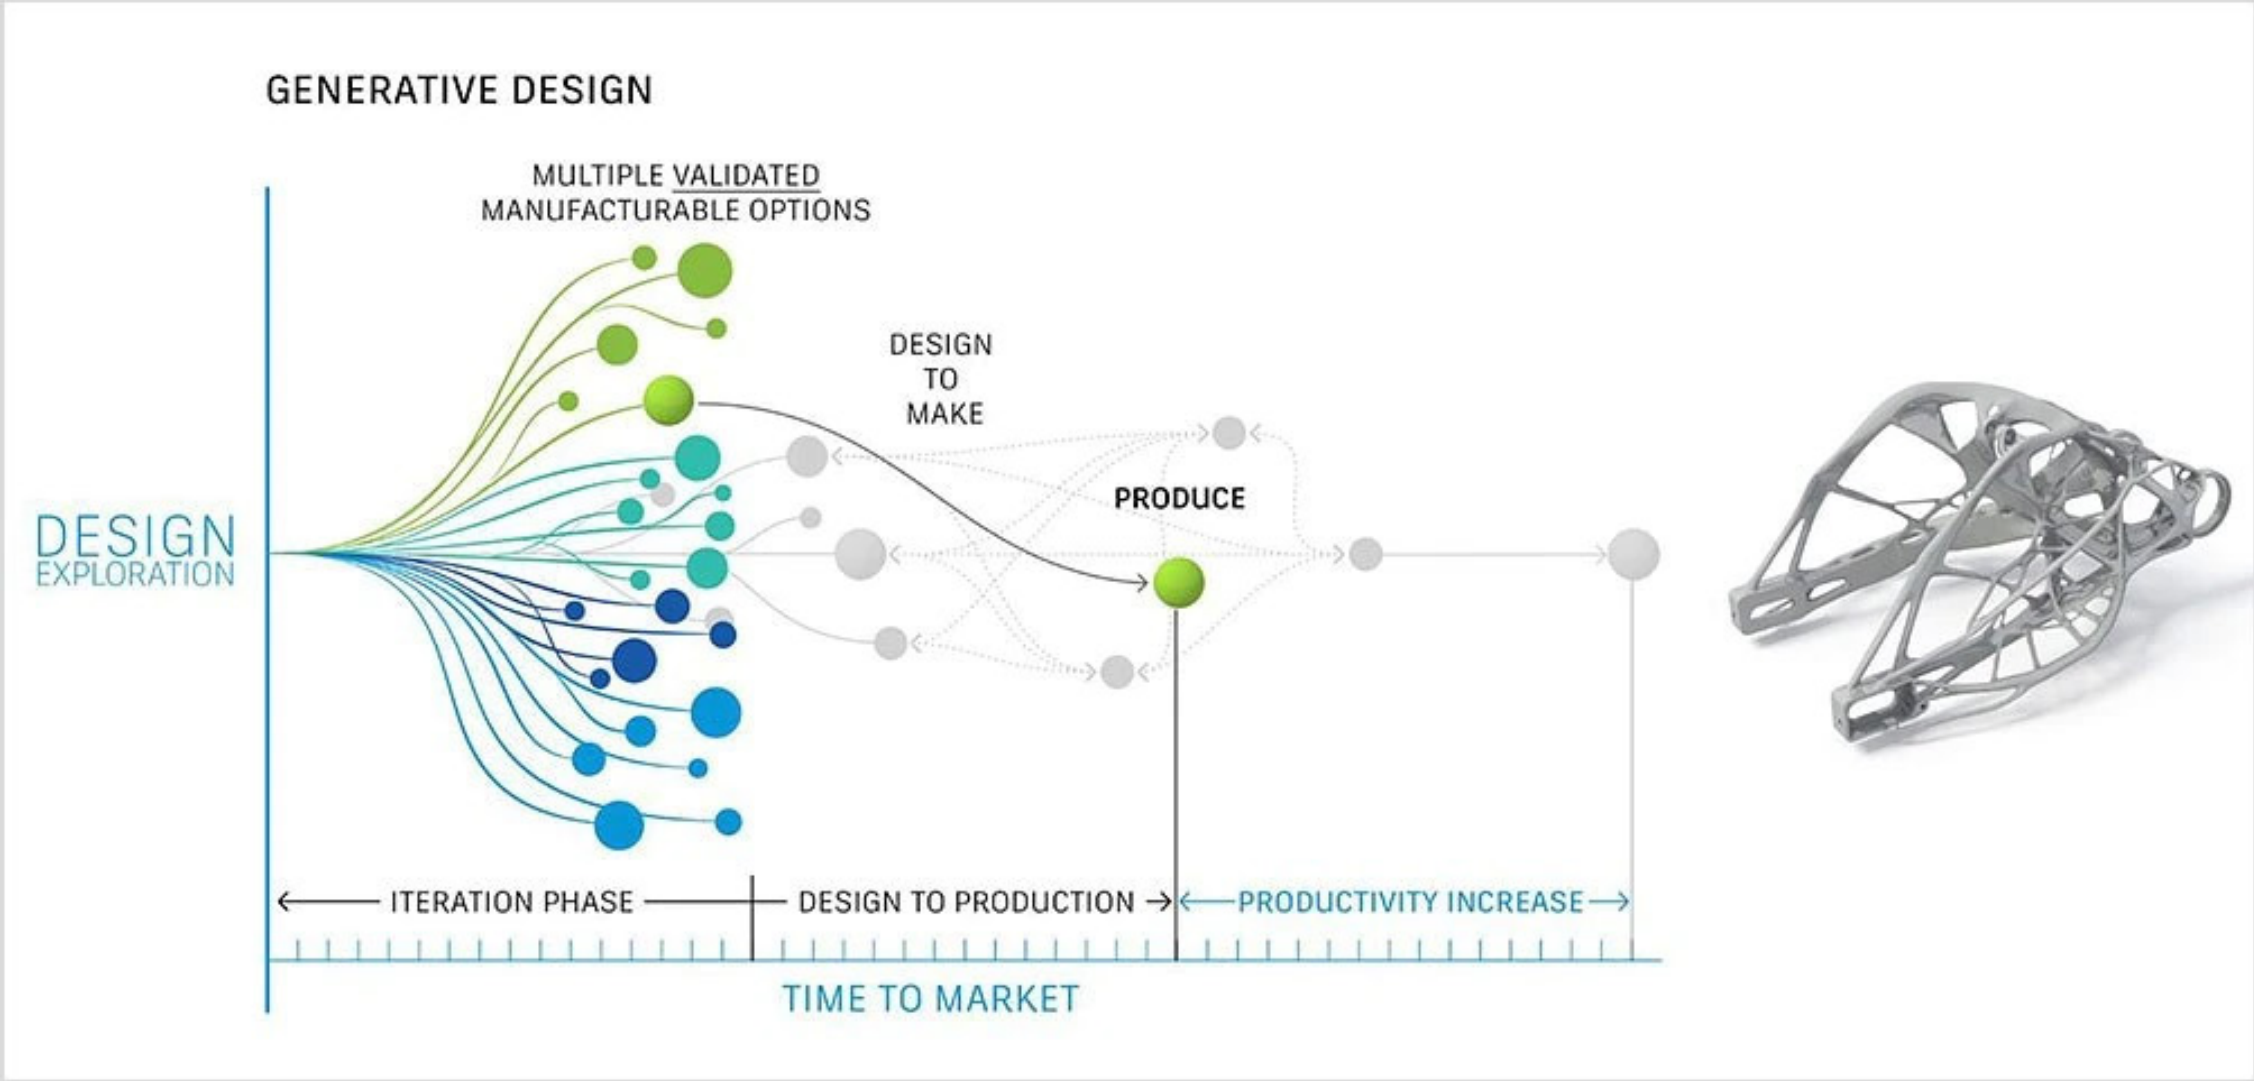 GENERATIVE DESIGN
MULTIPLE VALIDATED
MANUFACTURABLE OPTIONS
DESIGN
TO
MAKE
PRODUCE
DESIGN
EXPLORATION
ITERATION PHASE
DESIGN TO PRODUCTION
PRODUCTIVITY INCREASE
TIME TO MARKET